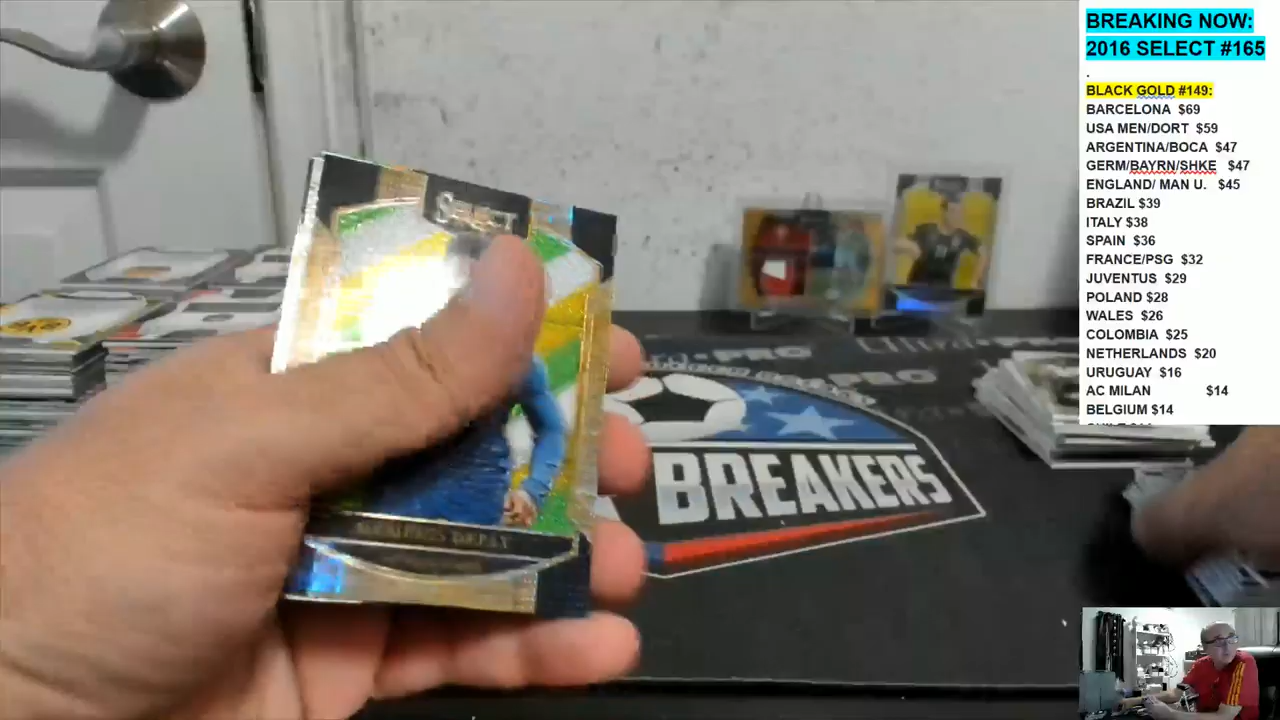 BREAKING NOW:
2016 SELECT #165
.
BLACK GOLD #149:
BARCELONA $69
USA MEN/DORT $59
ARGENTINA/BOCA $47
GERM/BAYRN/SHKE $47
ENGLAND/ MAN U. $45
BRAZIL $39
ITALY $38
SPAIN $36
FRANCE/PSG $32
JUVENTUS $29
POLAND $28
WALES $26
COLOMBIA $25
NETHERLANDS $20
URUGUAY $16
AC MILAN $14
BELGIUM $14
SELECT
MEMPHIS DEPAY
BREAKERS